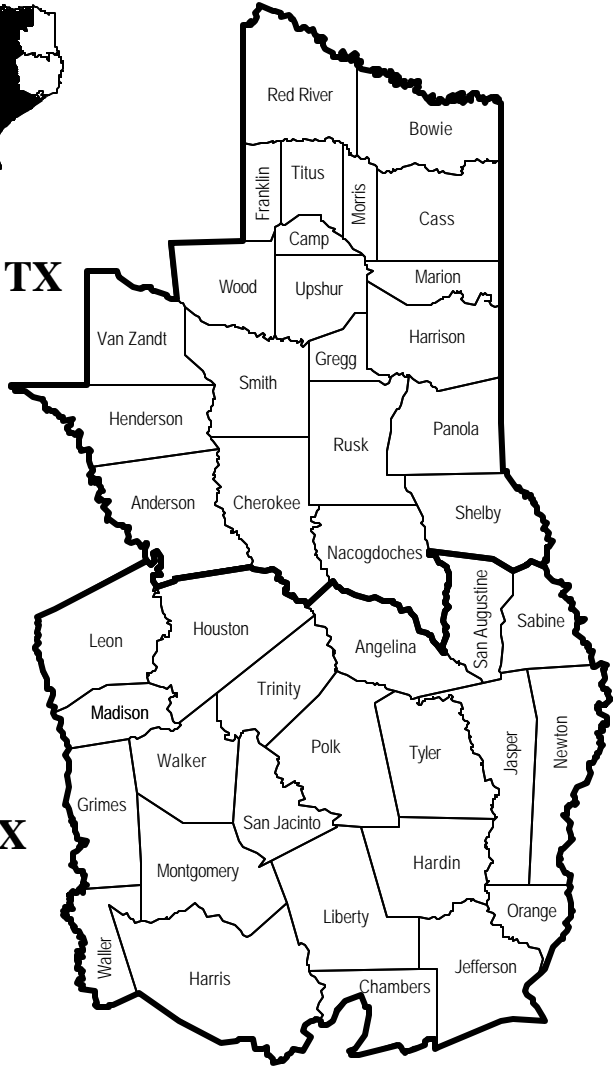 Red River
Bowie
Franklin
Titus
Morris
Cass
Camp
TX
Wood
Upshur
Marion
Van Zandt
Gregg
Harrison
Smith
Henderson
Rusk
Panola
Anderson
Cherokee
Shelby
Nacogdoches
San Augustine
Sabine
Houston
Leon
Angelina
Trinity
Madison
Jasper
Newton
Polk
Tyler
Walker
Grimes
San Jacinto
X
Hardin
Montgomery
Orange
Liberty
Waller
Jefferson
Harris
Chambers